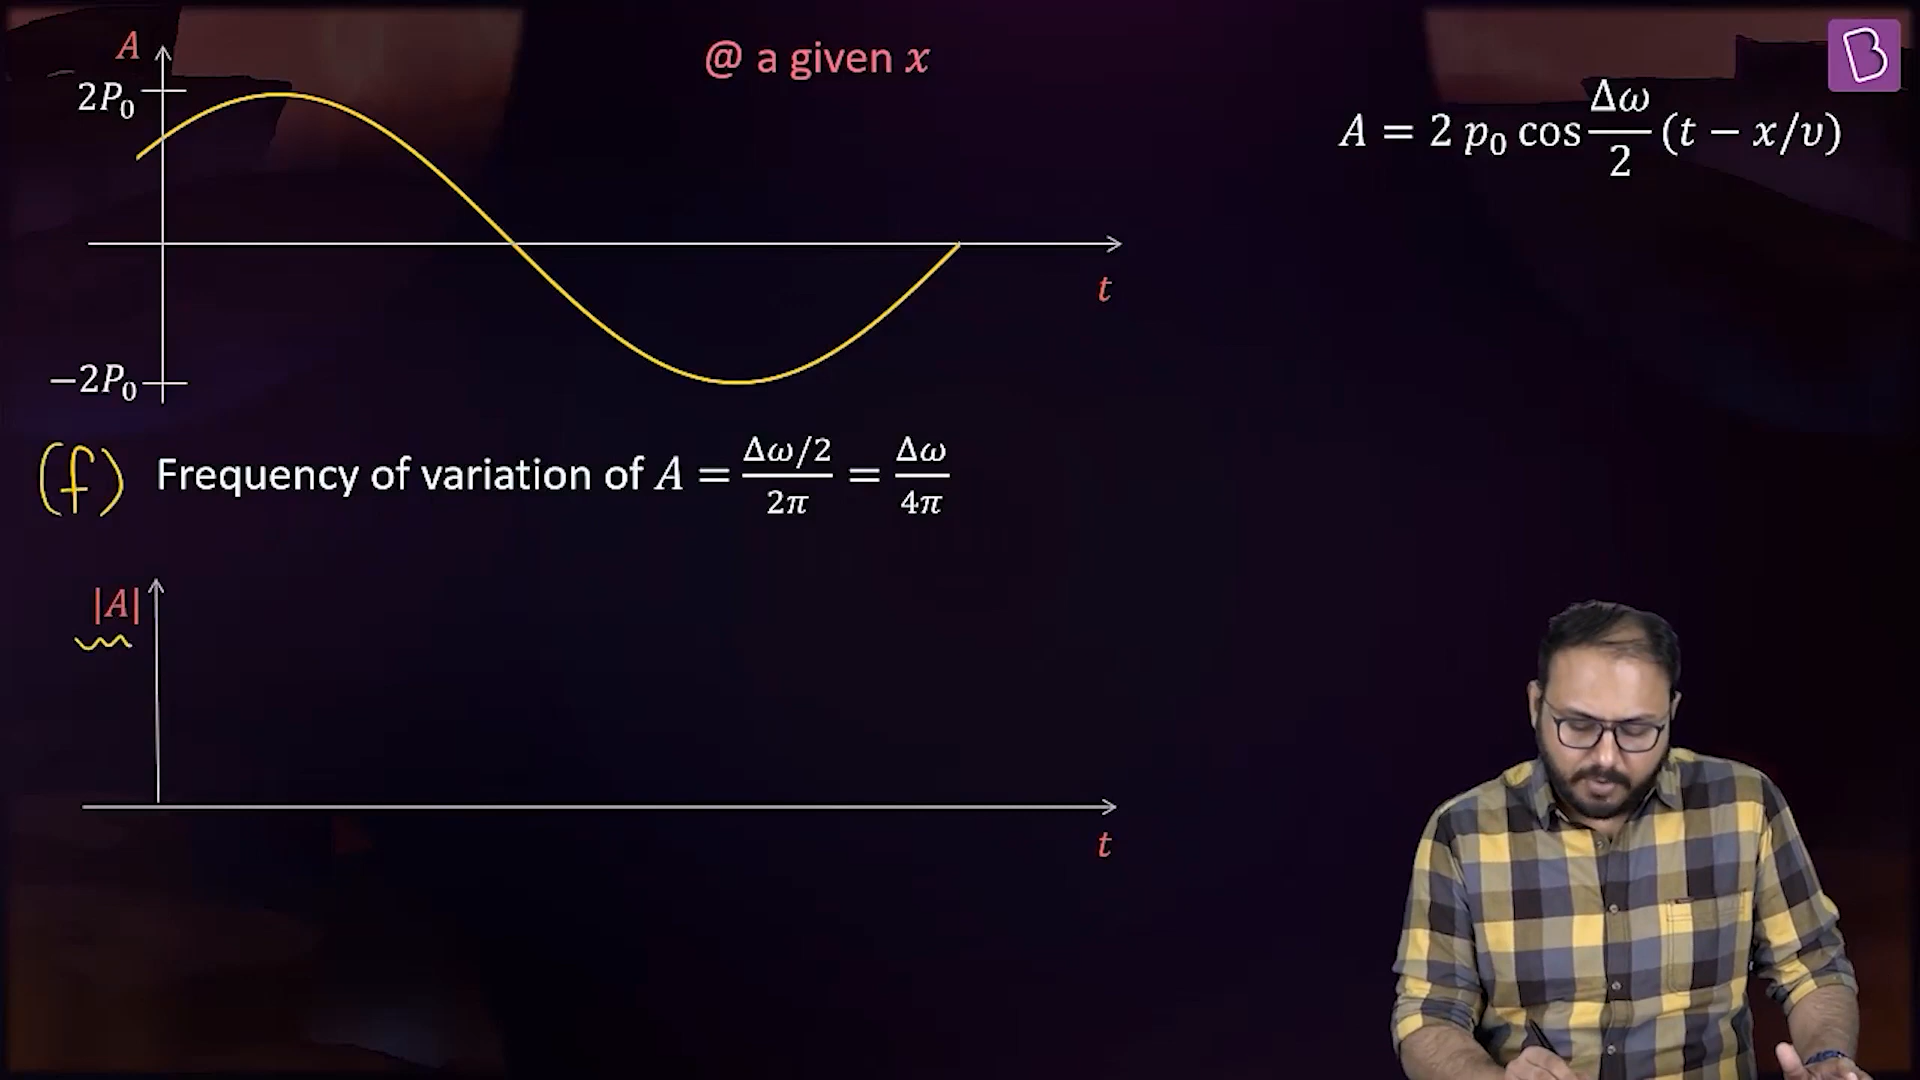 A
@ a given x
2P₀
A = 2 p₀ cos Δω/2 (t − x/υ)
t
−2P₀
(f) Frequency of variation of A = (Δω/2)/2π = Δω/4π
|A|
t